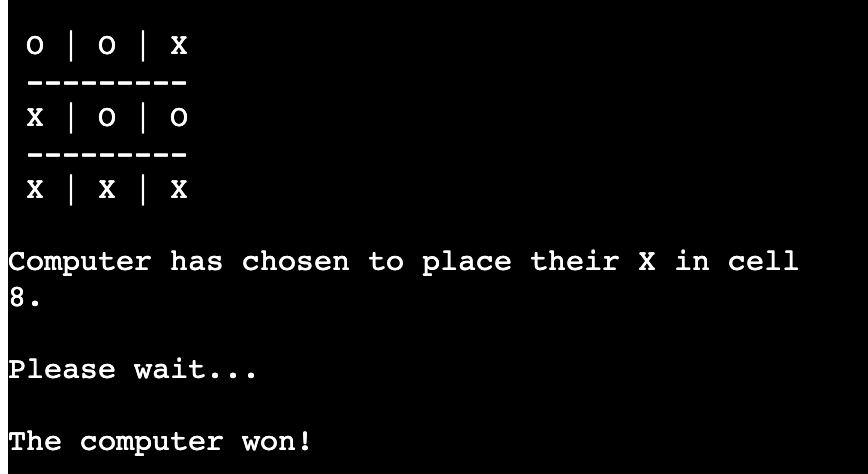 O | O | X
---------
X | O | O
---------
X | X | X
Computer has chosen to place their X in cell
8.
Please wait...
The computer won!